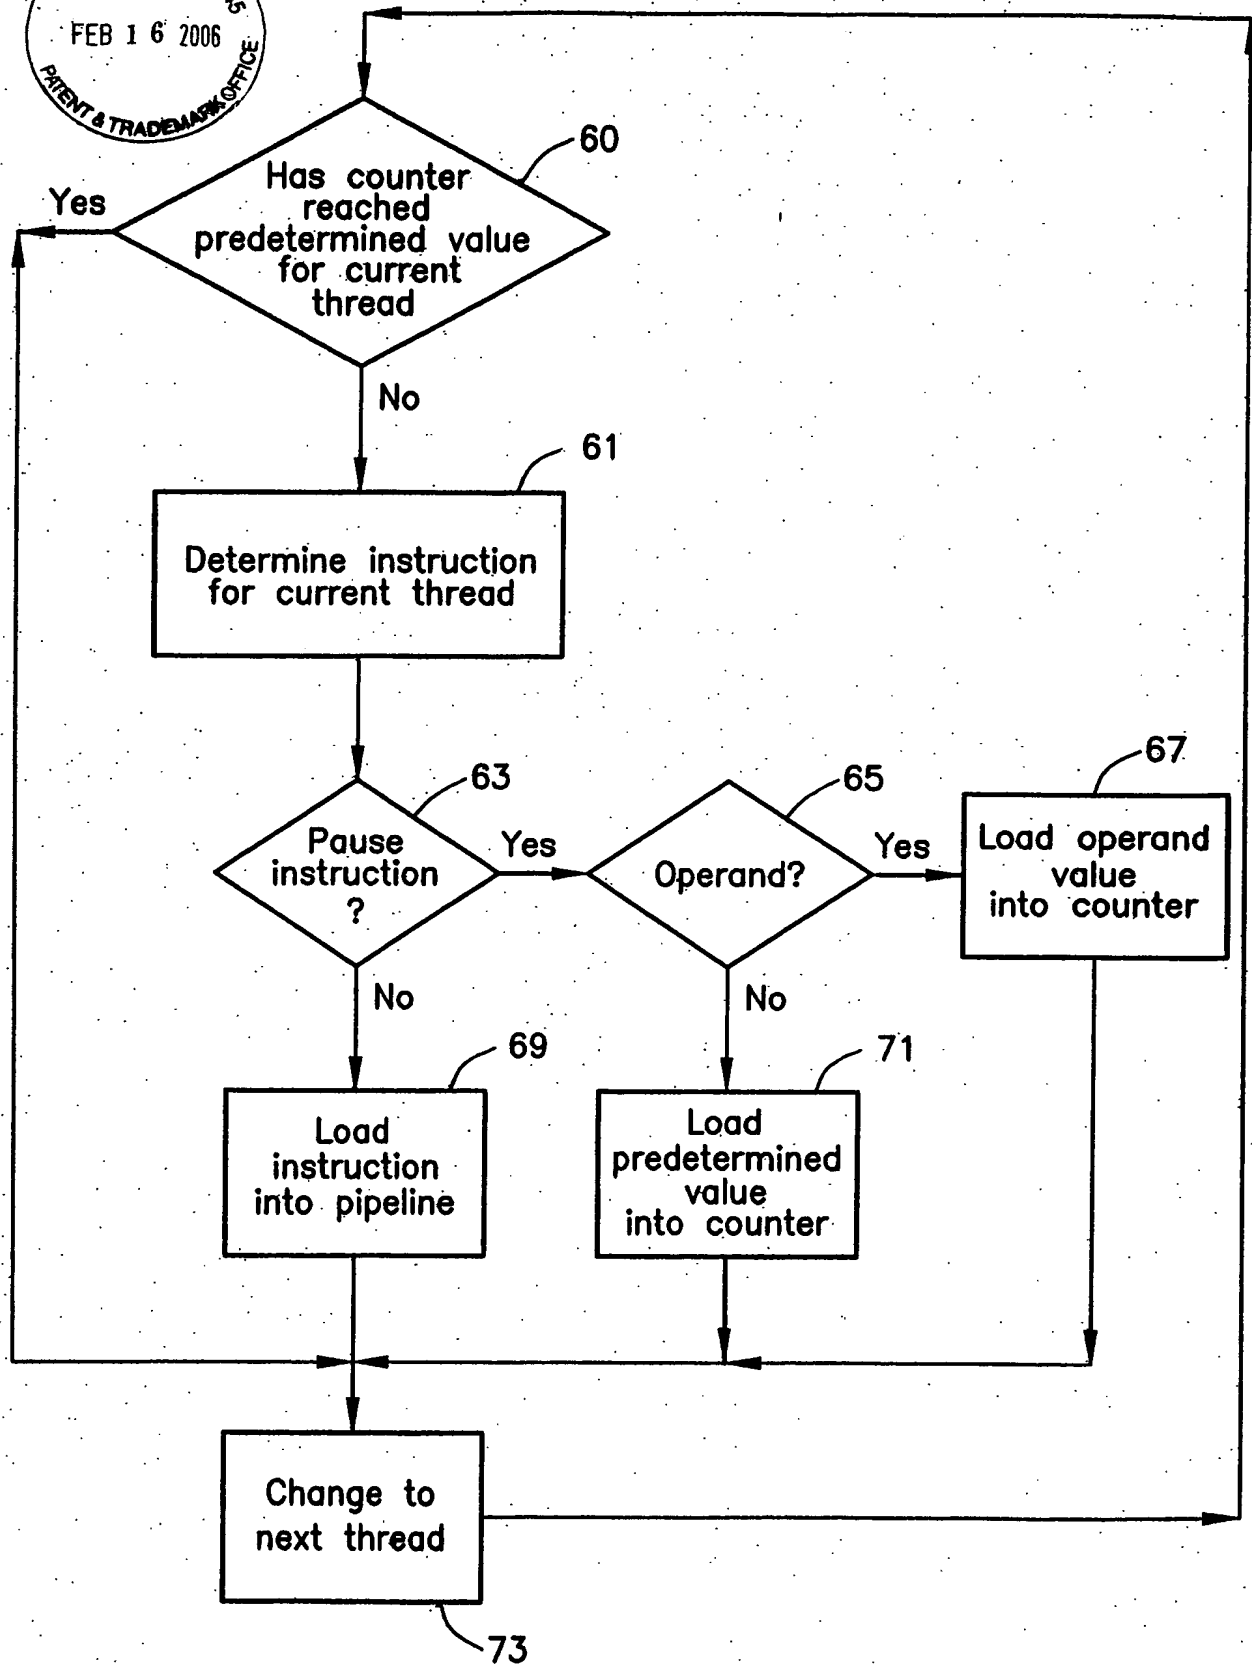 FEB 1 6 2006
PATENT & TRADEMARK OFFICE
60
Has counter
reached
predetermined value
for current
thread
Yes
No
61
Determine instruction
for current thread
63
Pause
instruction
?
Yes
65
Operand?
Yes
67
Load operand
value
into counter
No
No
69
Load
instruction
into pipeline
71
Load
predetermined
value
into counter
Change to
next thread
73